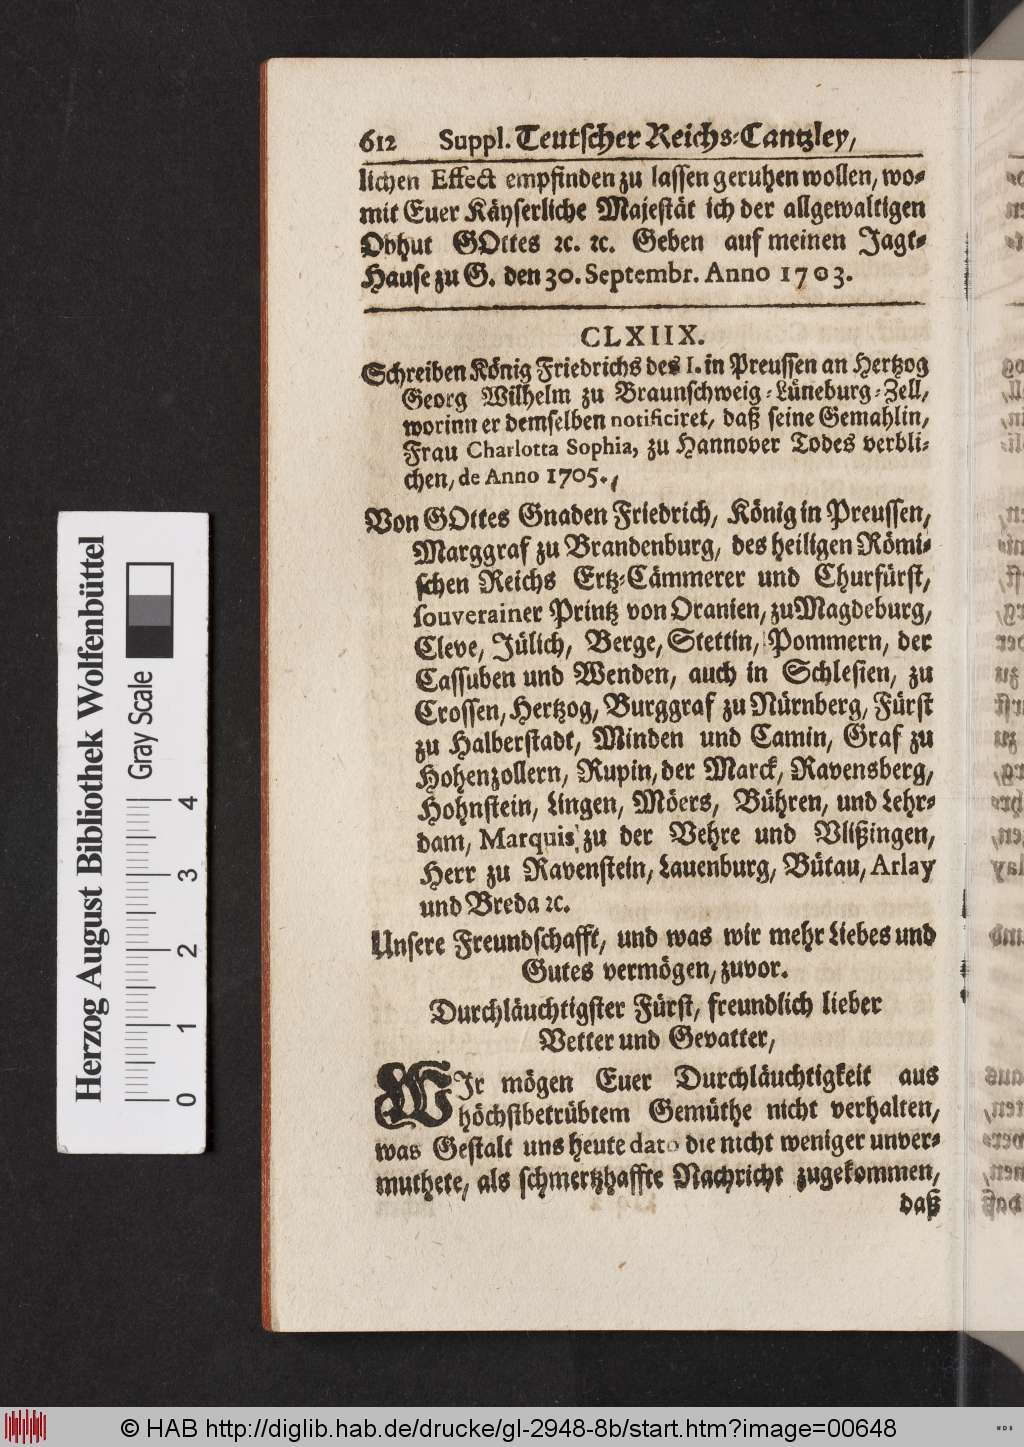 612 Suppl. Teutscher Reichs-Cantzley,
lichen Effect empfinden zu lassen geruhen wollen, wo-
mit Euer Käyserliche Majestät ich der allgewaltigen
Obhut GOttes ꝛc. ꝛc. Geben auf meinen Jagt-
Hause zu G. den 30. Septembr. Anno 1703.
CLXIIX.
Schreiben König Friedrichs des I. in Preussen an Hertzog
Georg Wilhelm zu Braunschweig-Lüneburg-Zell,
worinn er demselben notificiret, daß seine Gemahlin,
Frau Charlotta Sophia, zu Hannover Todes verbli-
chen, de Anno 1705.,
Von GOttes Gnaden Friedrich, König in Preussen,
Marggraf zu Brandenburg, des heiligen Römi-
schen Reichs Ertz-Cämmerer und Churfürst,
souverainer Printz von Oranien, zu Magdeburg,
Cleve, Jülich, Berge, Stettin, Pommern, der
Cassuben und Wenden, auch in Schlesien, zu
Crossen, Hertzog, Burggraf zu Nürnberg, Fürst
zu Halberstadt, Minden und Camin, Graf zu
Hohenzollern, Rupin, der Marck, Ravensberg,
Hohnstein, Lingen, Möers, Bühren, und Lehr-
dam, Marquis zu der Vehre und Vlißingen,
Herr zu Ravenstein, Lauenburg, Bütau, Arlay
und Breda ꝛc.
Unsere Freundschafft, und was wir mehr Liebes und
Gutes vermögen, zuvor.
Durchläuchtigster Fürst, freundlich lieber
Vetter und Gevatter,
WIr mögen Euer Durchläuchtigkeit aus
höchstbetrübtem Gemüthe nicht verhalten,
was Gestalt uns heute dato die nicht weniger unver-
muthete, als schmertzhaffte Nachricht zugekommen,
daß
Herzog August Bibliothek Wolfenbüttel
Gray Scale
0 1 2 3 4
© HAB http://diglib.hab.de/drucke/gl-2948-8b/start.htm?image=00648